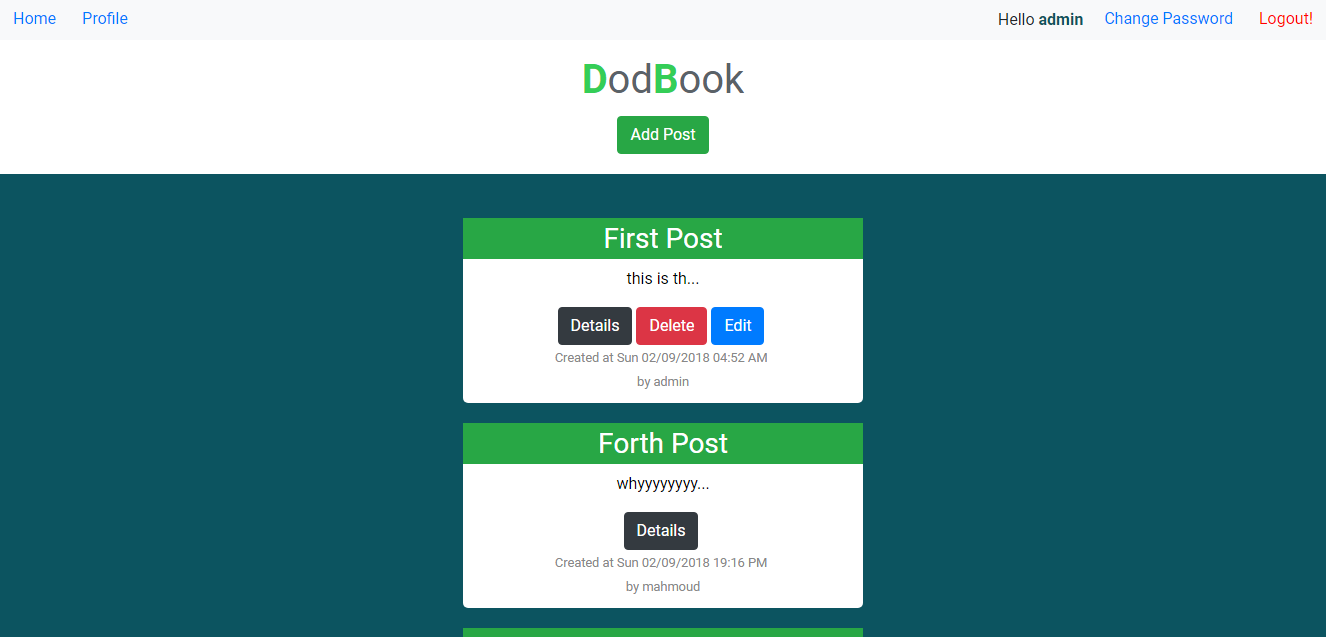 Home Profile Hello admin Change Password Logout!
DodBook
Add Post
First Post
this is th...
Details Delete Edit
Created at Sun 02/09/2018 04:52 AM
by admin
Forth Post
whyyyyyyyy...
Details
Created at Sun 02/09/2018 19:16 PM
by mahmoud